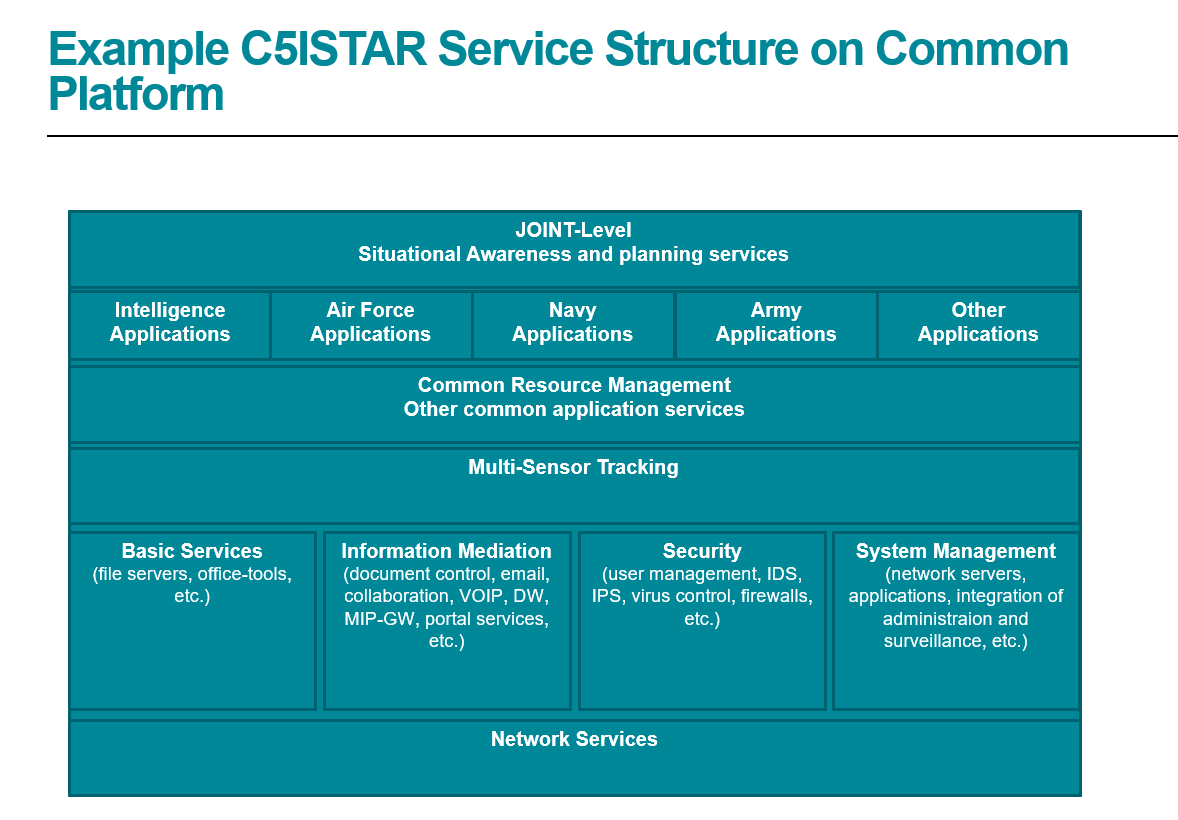 Example C5ISTAR Service Structure on Common
Platform
JOINT-Level
Situational Awareness and planning services
Intelligence
Applications
Air Force
Applications
Navy
Applications
Army
Applications
Other
Applications
Common Resource Management
Other common application services
Multi-Sensor Tracking
Basic Services
(file servers, office-tools,
etc.)
Information Mediation
(document control, email,
collaboration, VOIP, DW,
MIP-GW, portal services,
etc.)
Security
(user management, IDS,
IPS, virus control, firewalls,
etc.)
System Management
(network servers,
applications, integration of
administraion and
surveillance, etc.)
Network Services